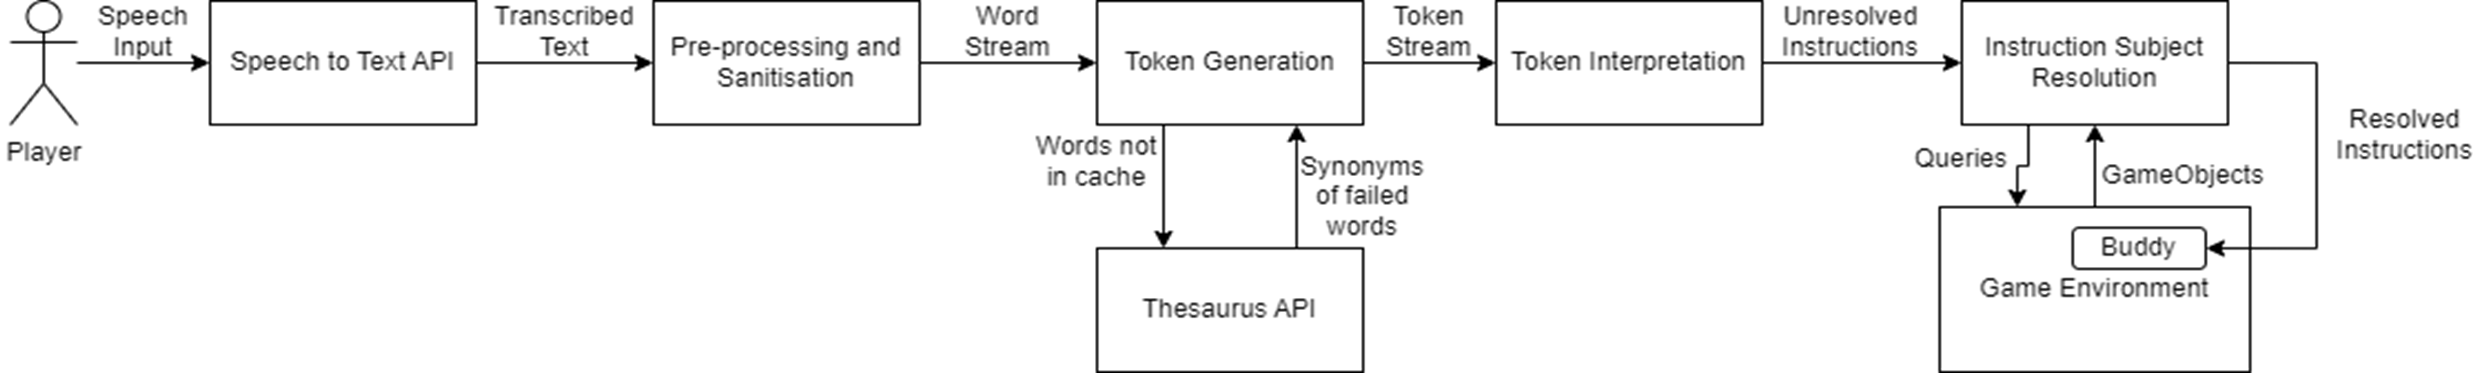 Speech
Input
Player
Speech to Text API
Transcribed
Text
Pre-processing and
Sanitisation
Word
Stream
Token Generation
Words not
in cache
Synonyms
of failed
words
Thesaurus API
Token
Stream
Token Interpretation
Unresolved
Instructions
Instruction Subject
Resolution
Queries
GameObjects
Buddy
Game Environment
Resolved
Instructions